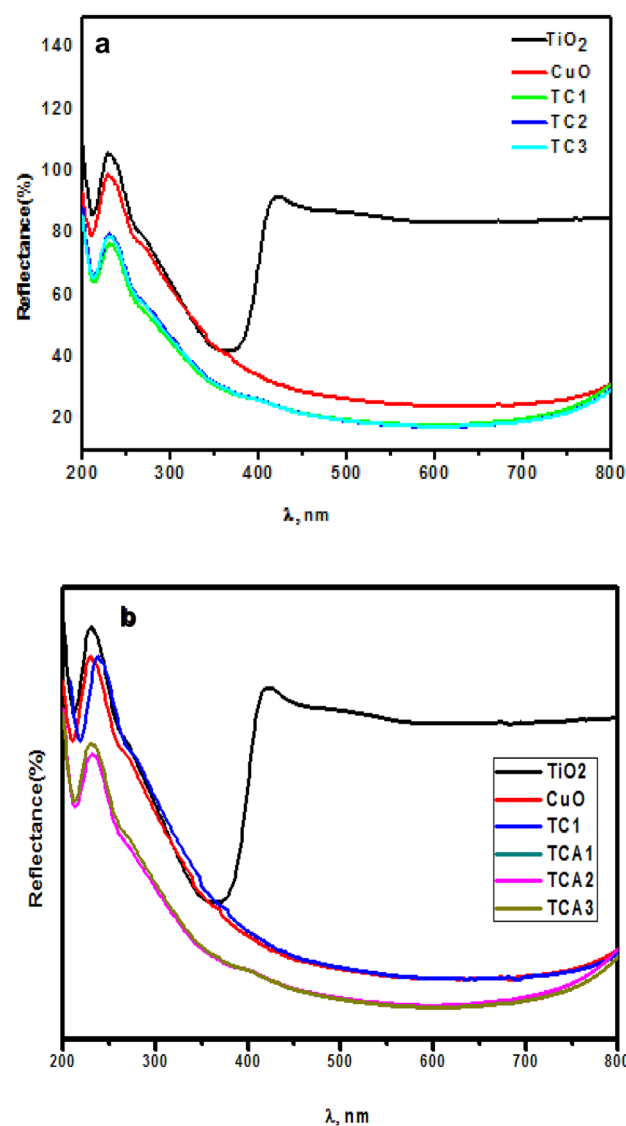 a
TiO2
CuO
TC1
TC2
TC3
140
120
100
80
60
40
20
Reflectance(%)
200 300 400 500 600 700 800
λ, nm
b
TiO2
CuO
TC1
TCA1
TCA2
TCA3
Reflectance(%)
200 300 400 500 600 800
λ, nm